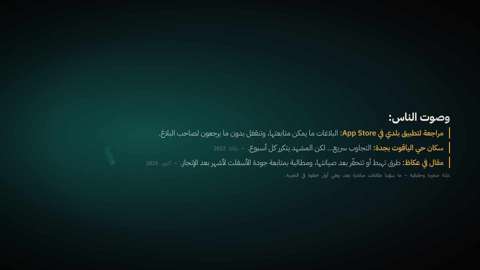 وصوت الناس:
مراجعة لتطبيق بلدي في App Store: البلاغات ما يمكن متابعتها، وتتقفل بدون ما يرجعون لصاحب البلاغ.
سكان حي الياقوت بجدة: التجاوب سريع... لكن المشهد يتكرر كل أسبوع. –
مقال في عكاظ: طرق تهبط أو تتحفّر بعد صيانتها، ومطالبة بمتابعة جودة الأسفلت لأشهر بعد الإنجاز. –